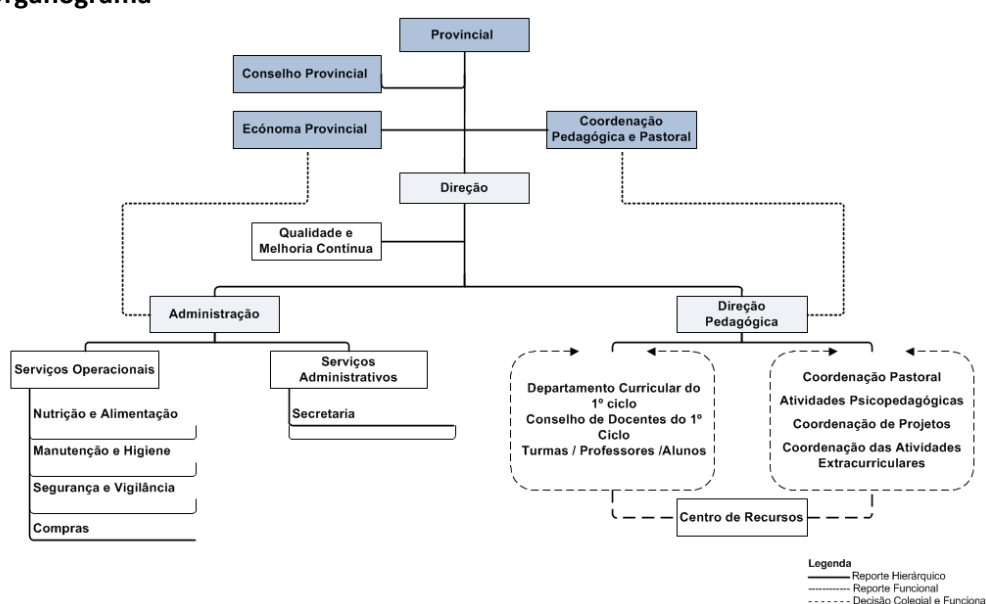 organograma
Provincial
Conselho Provincial
Ecónoma Provincial
Coordenação
Pedagógica e Pastoral
Direção
Qualidade e
Melhoria Contínua
Administração
Direção
Pedagógica
Serviços Operacionais
Serviços
Administrativos
Nutrição e Alimentação
Manutenção e Higiene
Segurança e Vigilância
Compras
Secretaria
Departamento Curricular do
1º ciclo
Conselho de Docentes do 1º
Ciclo
Turmas / Professores /Alunos
Coordenação Pastoral
Atividades Psicopedagógicas
Coordenação de Projetos
Coordenação das Atividades
Extracurriculares
Centro de Recursos
Legenda
Reporte Hierárquico
Reporte Funcional
Decisão Colegial e Funciona